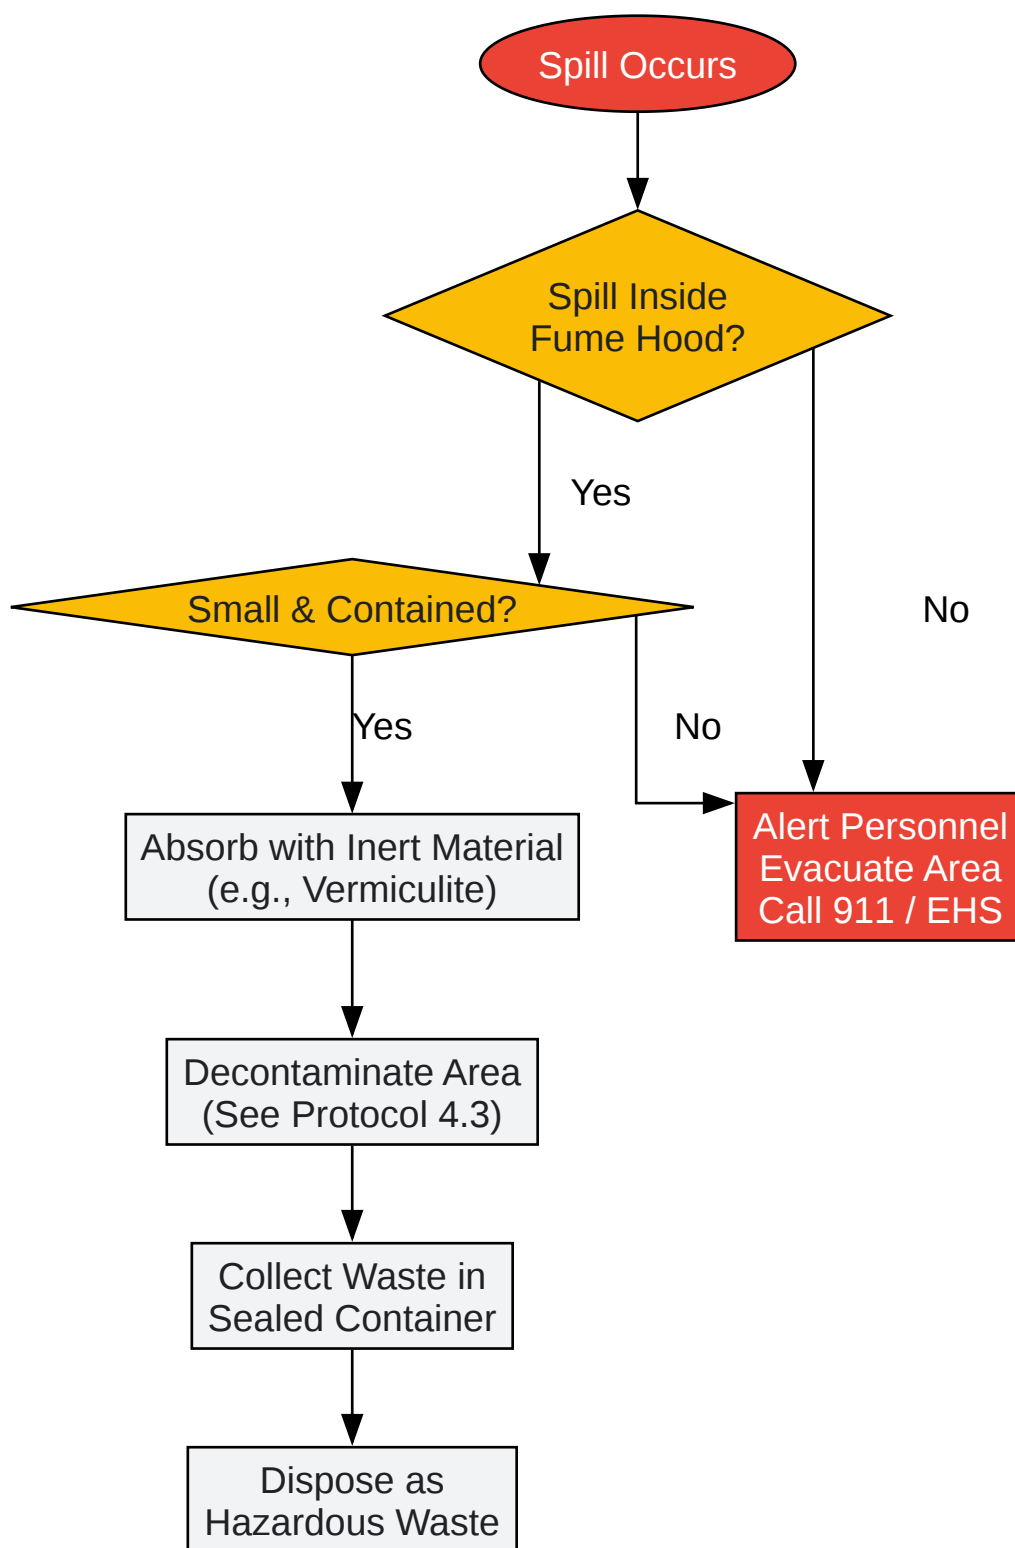 Spill Occurs
Spill Inside
Fume Hood?
Yes
No
Small & Contained?
Yes
No
Absorb with Inert Material
(e.g., Vermiculite)
Alert Personnel
Evacuate Area
Call 911 / EHS
Decontaminate Area
(See Protocol 4.3)
Collect Waste in
Sealed Container
Dispose as
Hazardous Waste